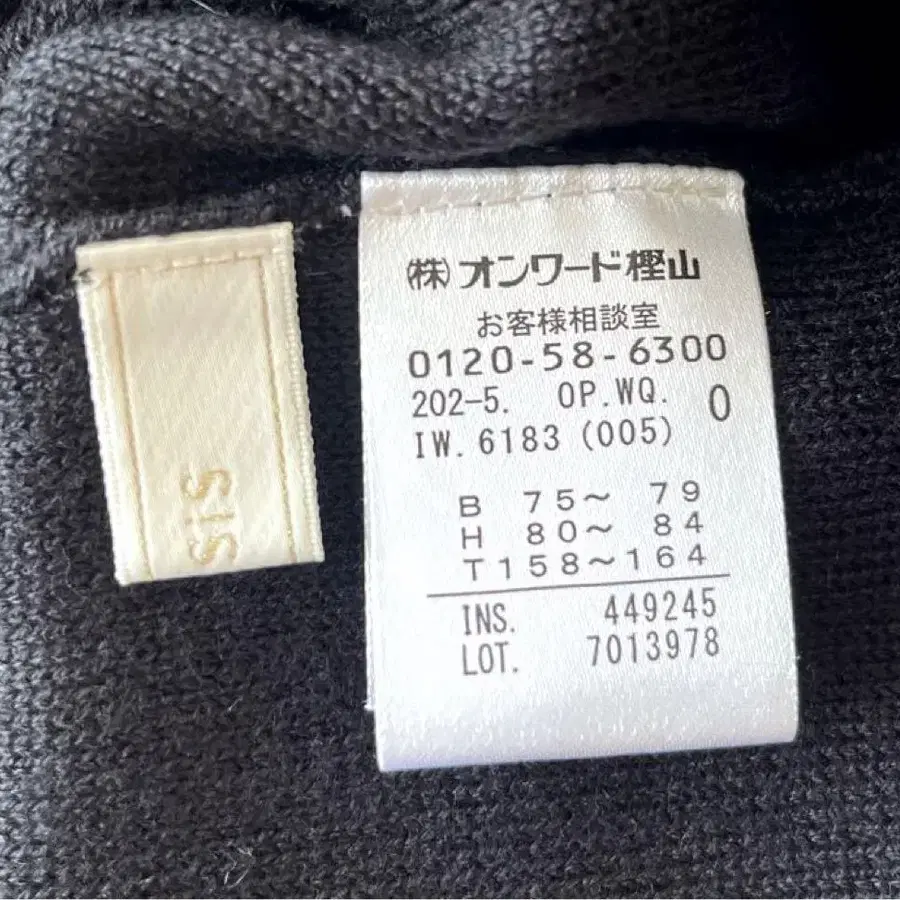 sis
㈱オンワード樫山
お客様相談室
0120-58-6300
202-5. OP.WQ. 0
IW.6183(005)
B 75～ 79
H 80～ 84
T158～164
INS. 449245
LOT. 7013978